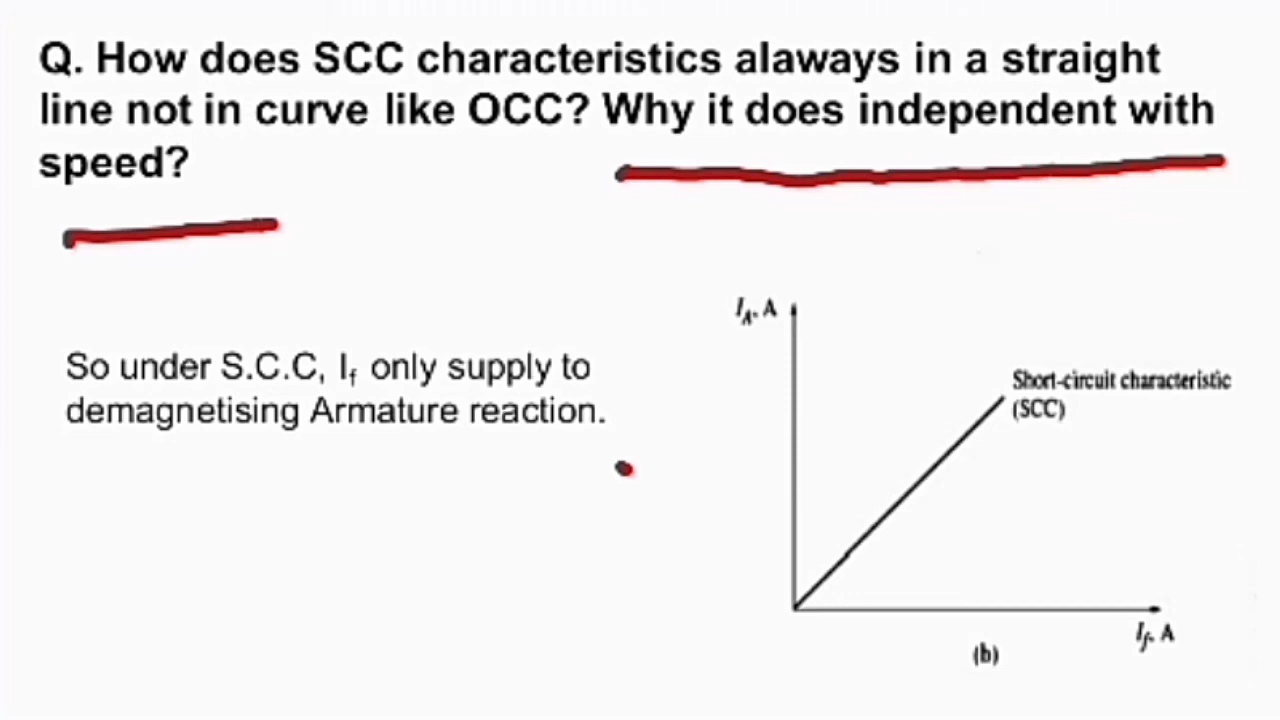 Q. How does SCC characteristics alaways in a straight
line not in curve like OCC? Why it does independent with
speed?
So under S.C.C, If only supply to
demagnetising Armature reaction.
IA, A
Short-circuit characteristic
(SCC)
If, A
(b)